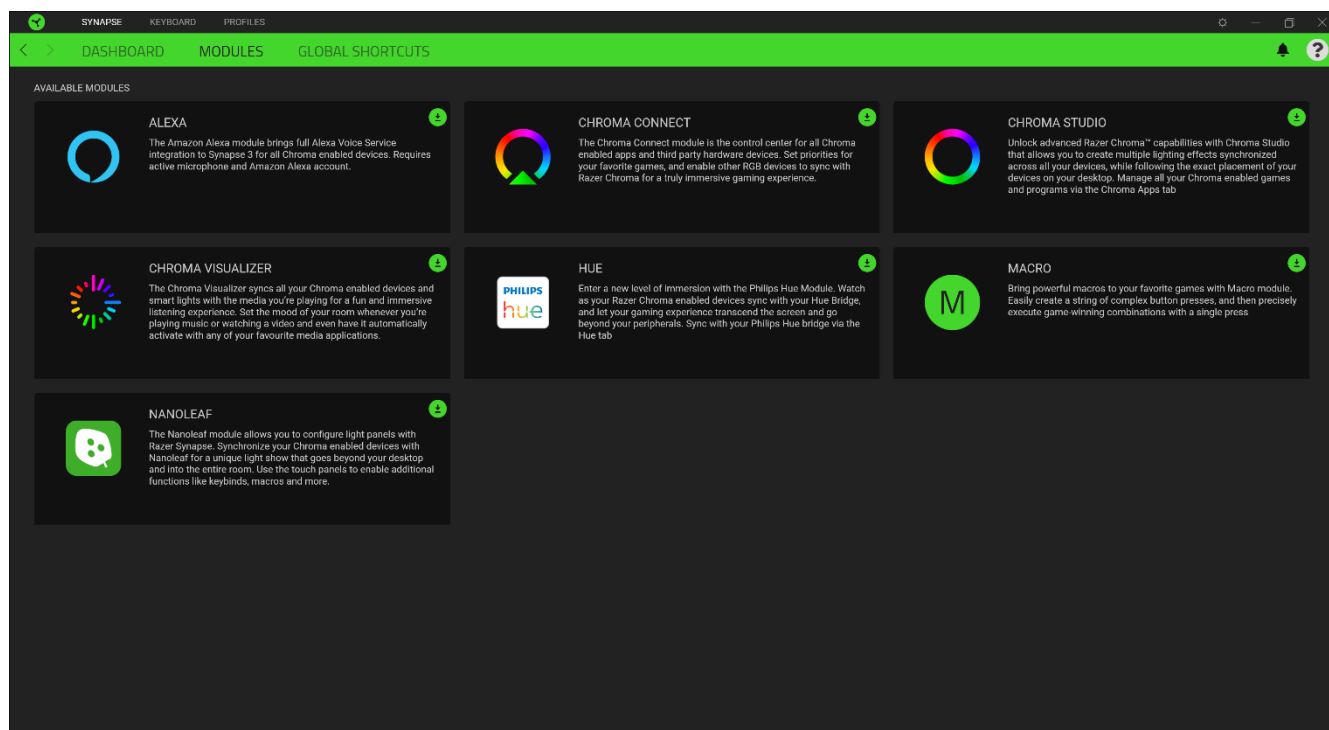 SYNAPSE KEYBOARD PROFILES
DASHBOARD MODULES GLOBAL SHORTCUTS
?
AVAILABLE MODULES
ALEXA
The Amazon Alexa module brings full Alexa Voice Service
integration to Synapse 3 for all Chroma enabled devices. Requires
active microphone and Amazon Alexa account.
CHROMA CONNECT
The Chroma Connect module is the control center for all Chroma
enabled apps and third party hardware devices. Set priorities for
your favorite games, and enable other RGB devices to sync with
Razer Chroma for a truly immersive gaming experience.
CHROMA STUDIO
Unlock advanced Razer Chroma™ capabilities with Chroma Studio
that allows you to create multiple lighting effects synchronized
across all your devices, while following the exact placement of your
devices on your desktop. Manage all your Chroma enabled games
and programs via the Chroma Apps tab
CHROMA VISUALIZER
The Chroma Visualizer syncs all your Chroma enabled devices and
smart lights with the media you're playing for a fun and immersive
listening experience. Set the mood of your room whenever you're
playing music or watching a video and even have it automatically
activate with any of your favourite media applications.
PHILIPS
hue
HUE
Enter a new level of immersion with the Philips Hue Module. Watch
as your Razer Chroma enabled devices sync with your Hue Bridge,
and let your gaming experience transcend the screen and go
beyond your peripherals. Sync with your Philips Hue bridge via the
Hue tab
M
MACRO
Bring powerful macros to your favorite games with Macro module.
Easily create a string of complex button presses, and then precisely
execute game-winning combinations with a single press
NANOLEAF
The Nanoleaf module allows you to configure light panels with
Razer Synapse. Synchronize your Chroma enabled devices with
Nanoleaf for a unique light show that goes beyond your desktop
and into the entire room. Use the touch panels to enable additional
functions like keybinds, macros and more.